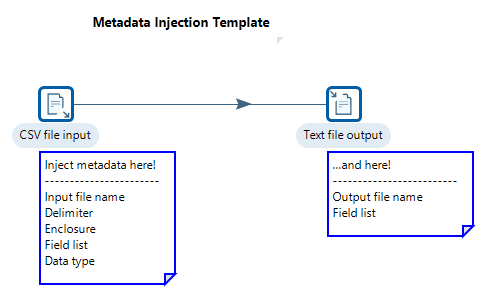 Metadata Injection Template
CSV file input
Text file output
Inject metadata here!
------------------------
Input file name
Delimiter
Enclosure
Field list
Data type
...and here!
--------------------------
Output file name
Field list